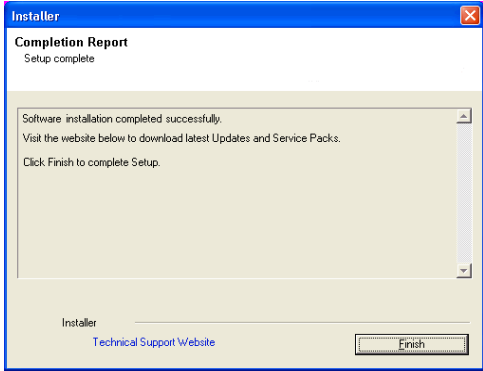 Installer
Completion Report
Setup complete
Software installation completed successfully.
Visit the website below to download latest Updates and Service Packs.
Click Finish to complete Setup.
Installer
Technical Support Website
Finish